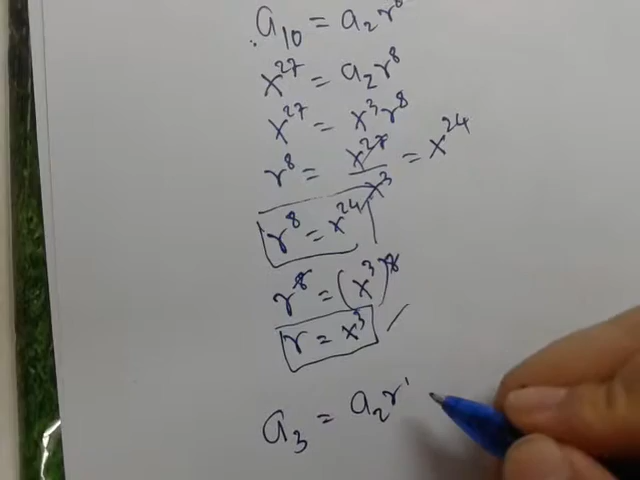 a₁₀ = a₂r⁸
x²⁷ = a₂r⁸
x²⁷ = x³r⁸
r⁸ = x²⁷/x³ = x²⁴
r⁸ = x²⁴
r⁸ = (x³)⁸
r = x³
a₃ = a₂r¹